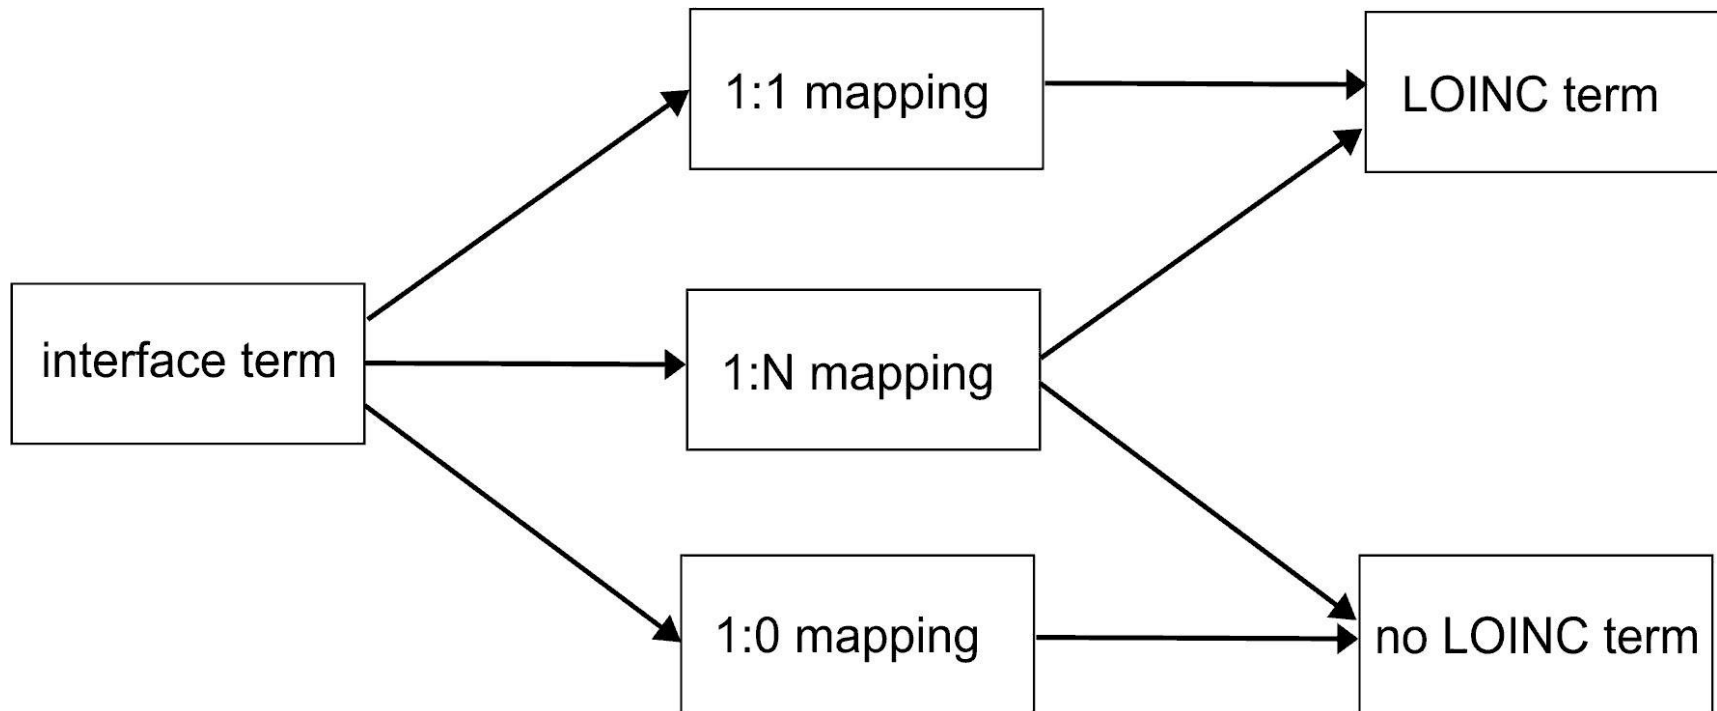 interface term
1:1 mapping
1:N mapping
1:0 mapping
LOINC term
no LOINC term